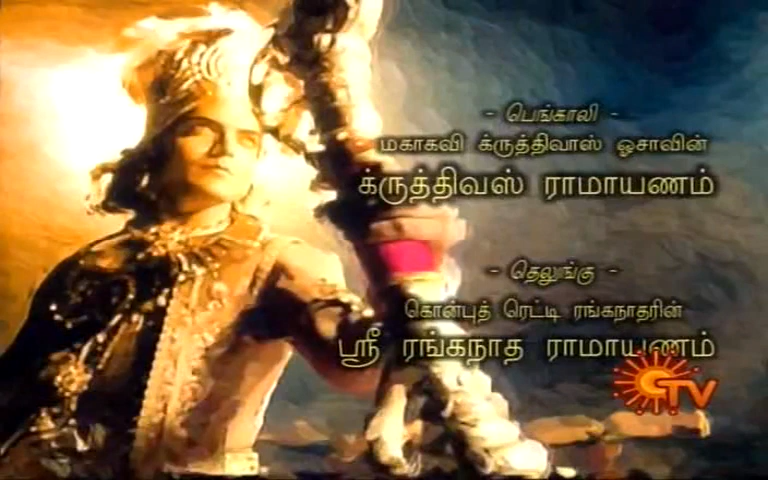 - பெங்காலி -
மகாகவி க்ருத்திவாஸ் ஓசாவின்
க்ருத்திவஸ் ராமாயணம்
- தெலுங்கு -
கொன்புத் ரெட்டி ரங்கநாதரின்
ஸ்ரீ ரங்கநாத ராமாயணம்
TV